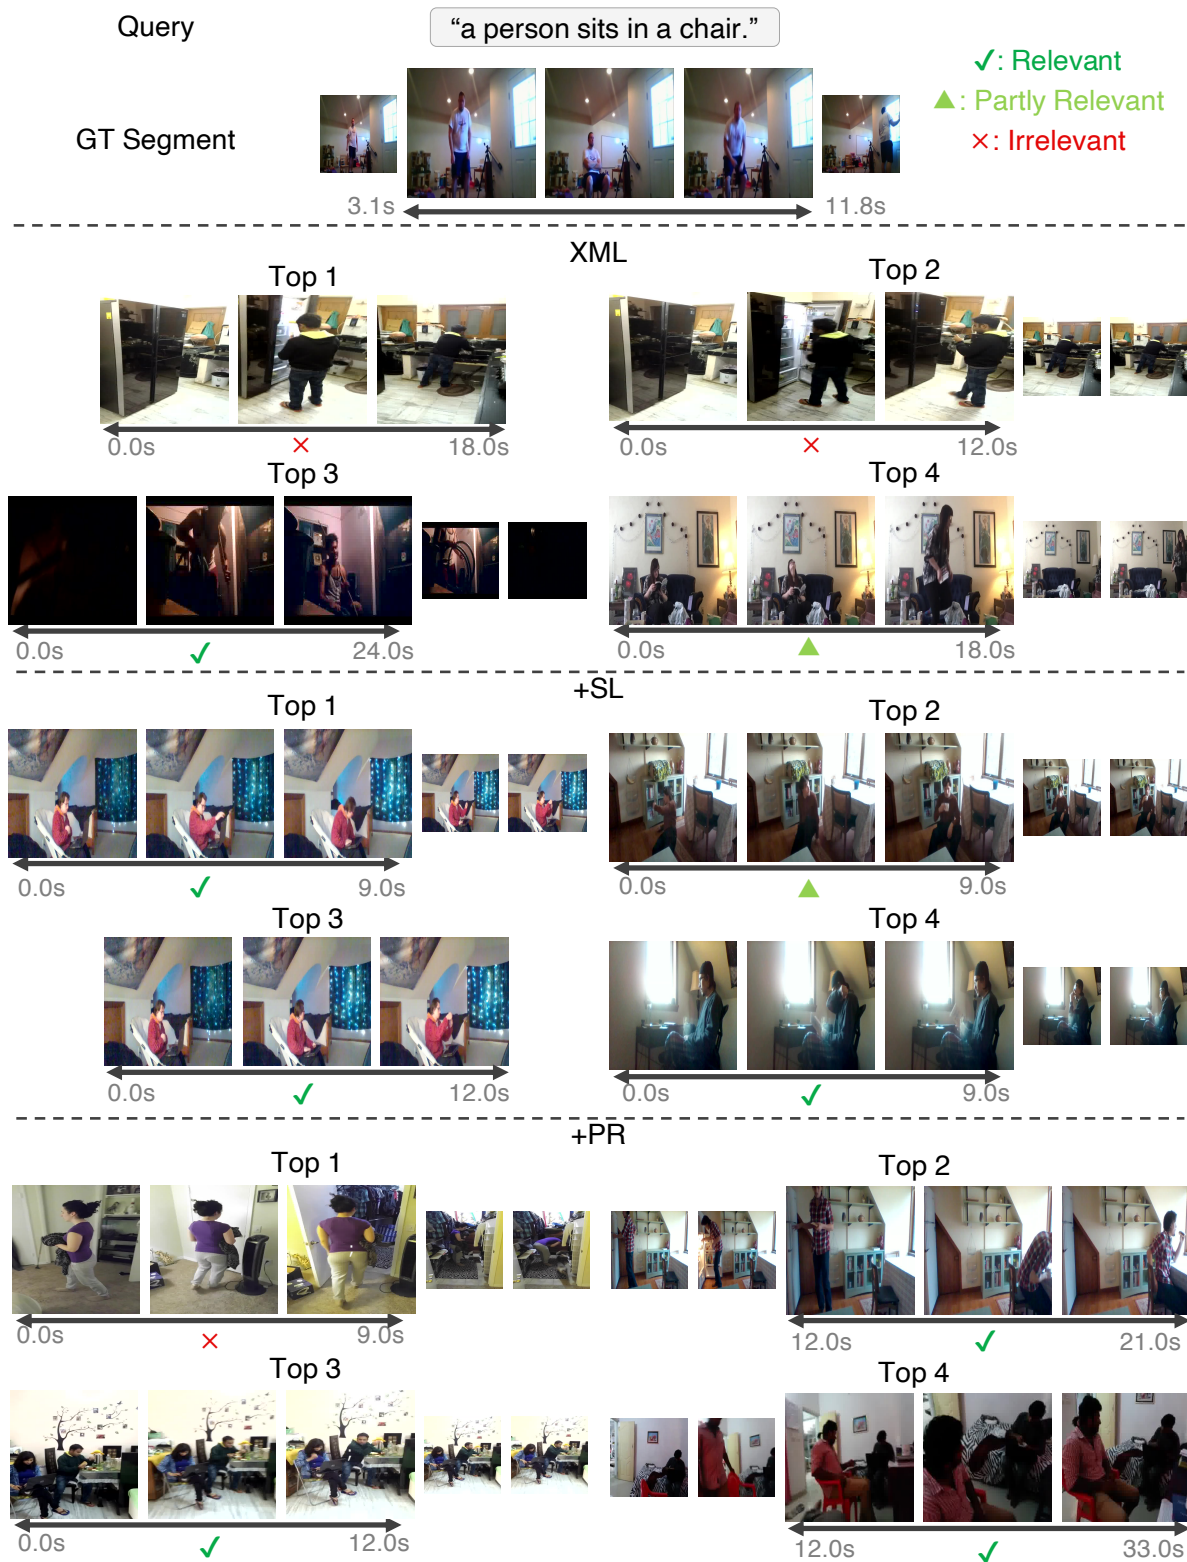 Query
“a person sits in a chair.”
✓: Relevant
▲: Partly Relevant
×: Irrelevant
GT Segment
3.1s 11.8s
XML
Top 1 Top 2
0.0s × 18.0s 0.0s × 12.0s
Top 3 Top 4
0.0s ✓ 24.0s 0.0s ▲ 18.0s
+SL
Top 1 Top 2
0.0s ✓ 9.0s 0.0s ▲ 9.0s
Top 3 Top 4
0.0s ✓ 12.0s 0.0s ✓ 9.0s
+PR
Top 1 Top 2
0.0s × 9.0s 12.0s ✓ 21.0s
Top 3 Top 4
0.0s ✓ 12.0s 12.0s ✓ 33.0s